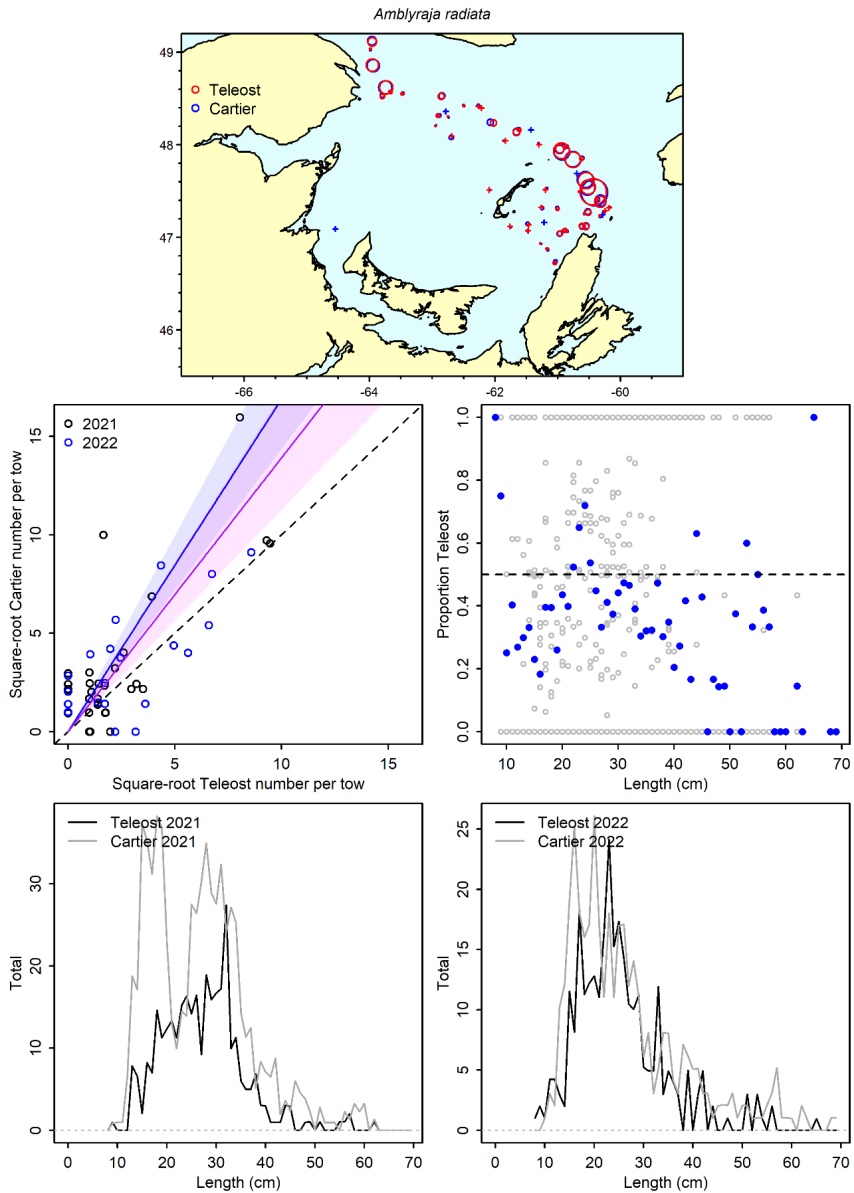 Amblyraja radiata
49
48
47
46
Teleost
Cartier
-66 -64 -62 -60
Square-root Cartier number per tow
15
10
5
0
2021
2022
0 5 10 15
Square-root Teleost number per tow
Proportion Teleost
1.0
0.8
0.6
0.4
0.2
0.0
10 20 30 40 50 60 70
Length (cm)
Total
30
20
10
0
Teleost 2021
Cartier 2021
0 10 20 30 40 50 60 70
Length (cm)
Total
25
20
15
10
5
0
Teleost 2022
Cartier 2022
0 10 20 30 40 50 60 70
Length (cm)